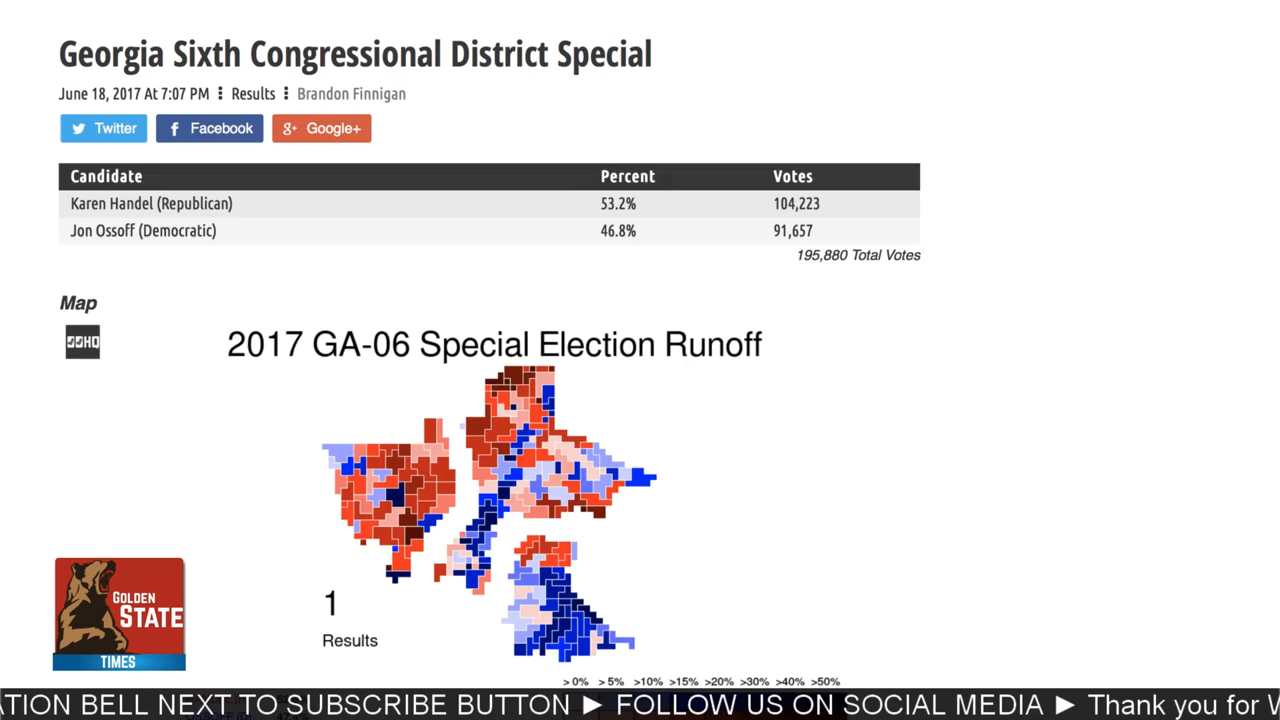 Georgia Sixth Congressional District Special
June 18, 2017 At 7:07 PM ⋮ Results ⋮ Brandon Finnigan
Twitter Facebook Google+
Candidate Percent Votes
Karen Handel (Republican) 53.2% 104,223
Jon Ossoff (Democratic) 46.8% 91,657
195,880 Total Votes
Map
HQ
2017 GA-06 Special Election Runoff
1
Results
GOLDEN
STATE
TIMES
> 0% > 5% >10% >15% >20% >30% >40% >50%
ATION BELL NEXT TO SUBSCRIBE BUTTON ► FOLLOW US ON SOCIAL MEDIA ► Thank you for W